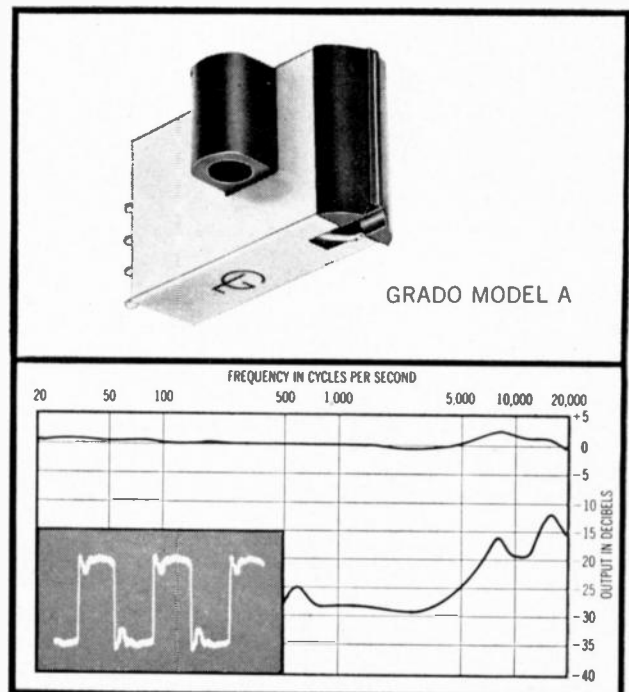 GRADO MODEL A
FREQUENCY IN CYCLES PER SECOND
20 50 100 500 1,000 5,000 10,000 20,000
+5
0
-5
-10
-15
-20
-25
-30
-35
-40
OUTPUT IN DECIBELS